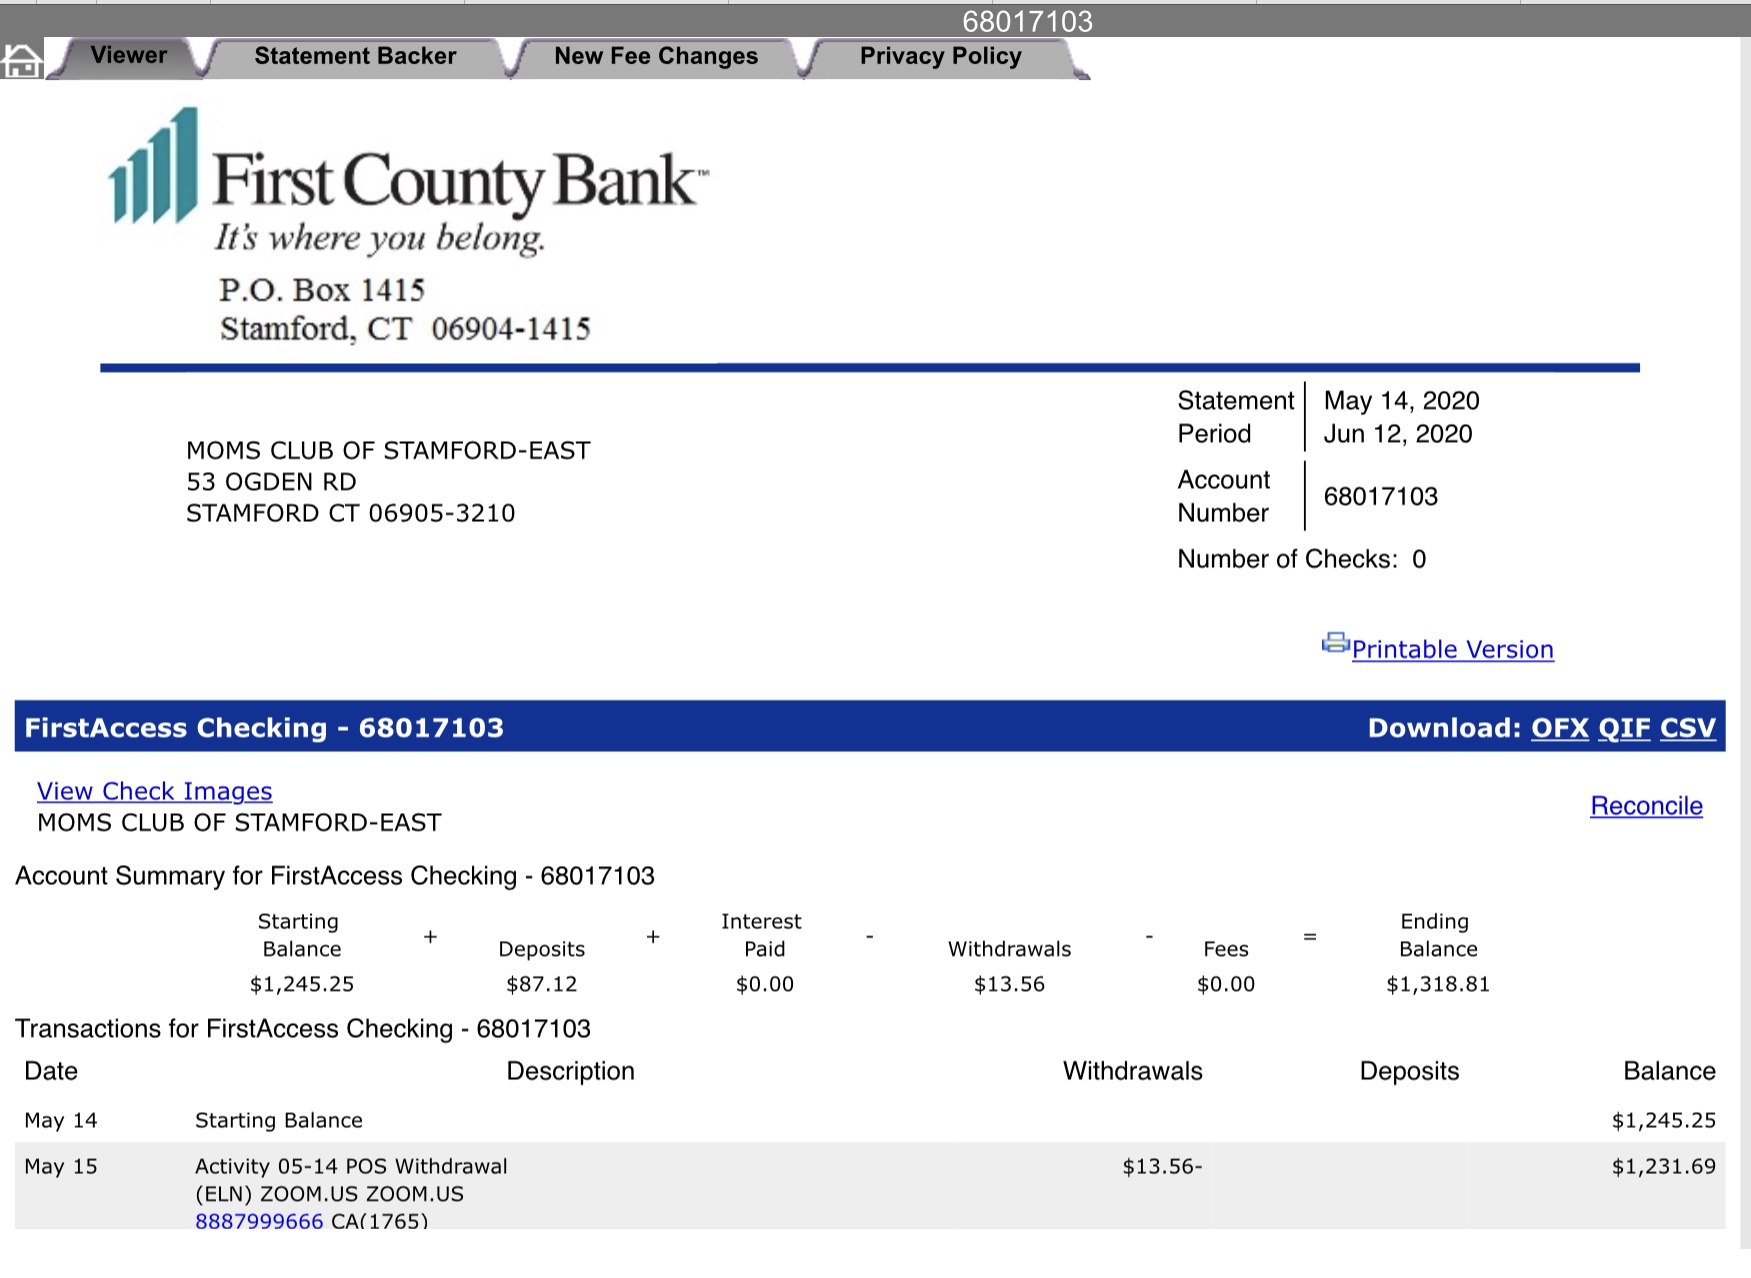 68017103
Viewer Statement Backer New Fee Changes Privacy Policy
First County Bank™
It's where you belong.
P.O. Box 1415
Stamford, CT 06904-1415
Statement Period May 14, 2020
Jun 12, 2020
MOMS CLUB OF STAMFORD-EAST
53 OGDEN RD
STAMFORD CT 06905-3210
Account Number 68017103
Number of Checks: 0
Printable Version
FirstAccess Checking - 68017103 Download: OFX QIF CSV
View Check Images
Reconcile
MOMS CLUB OF STAMFORD-EAST
Account Summary for FirstAccess Checking - 68017103
Starting Balance + Deposits + Interest Paid - Withdrawals - Fees = Ending Balance
$1,245.25 $87.12 $0.00 $13.56 $0.00 $1,318.81
Transactions for FirstAccess Checking - 68017103
Date Description Withdrawals Deposits Balance
May 14 Starting Balance $1,245.25
May 15 Activity 05-14 POS Withdrawal $13.56- $1,231.69
(ELN) ZOOM.US ZOOM.US
8887999666 CA(1765)